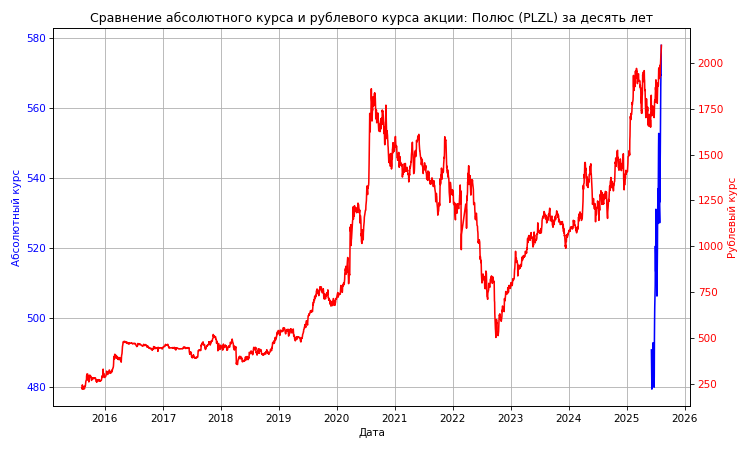 Сравнение абсолютного курса и рублевого курса акции: Полюс (PLZL) за десять лет
Абсолютный курс
580
560
540
520
500
480
2000
1750
1500
1250
1000
750
500
250
Рублевый курс
2016 2017 2018 2019 2020 2021 2022 2023 2024 2025 2026
Дата